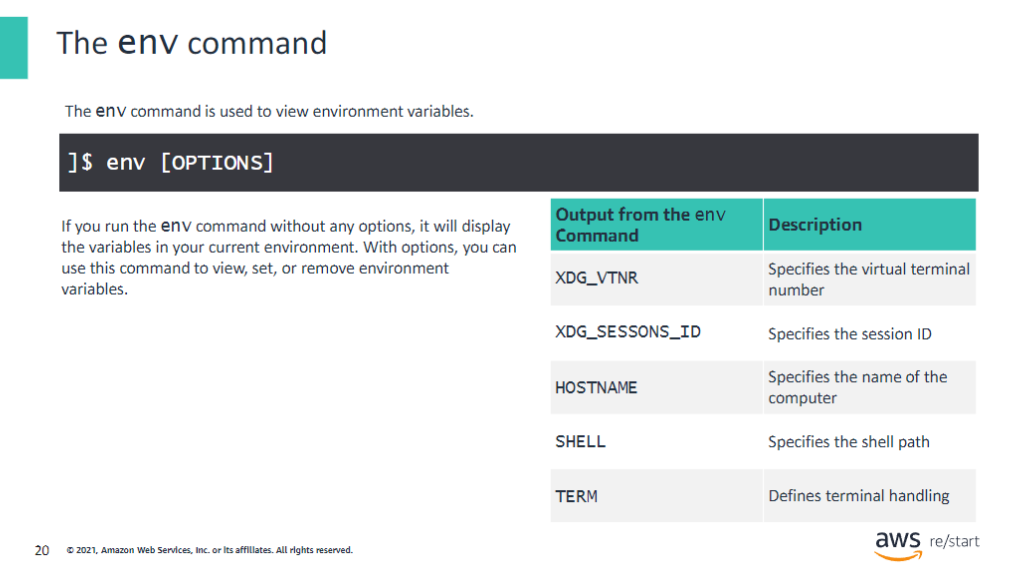 The env command
The env command is used to view environment variables.
]$ env [OPTIONS]
If you run the env command without any options, it will display
the variables in your current environment. With options, you can
use this command to view, set, or remove environment
variables.
Output from the env
Command
Description
XDG_VTNR
Specifies the virtual terminal
number
XDG_SESSONS_ID
Specifies the session ID
HOSTNAME
Specifies the name of the
computer
SHELL
Specifies the shell path
TERM
Defines terminal handling
20
© 2021, Amazon Web Services, Inc. or its affiliates. All rights reserved.
aws re/start